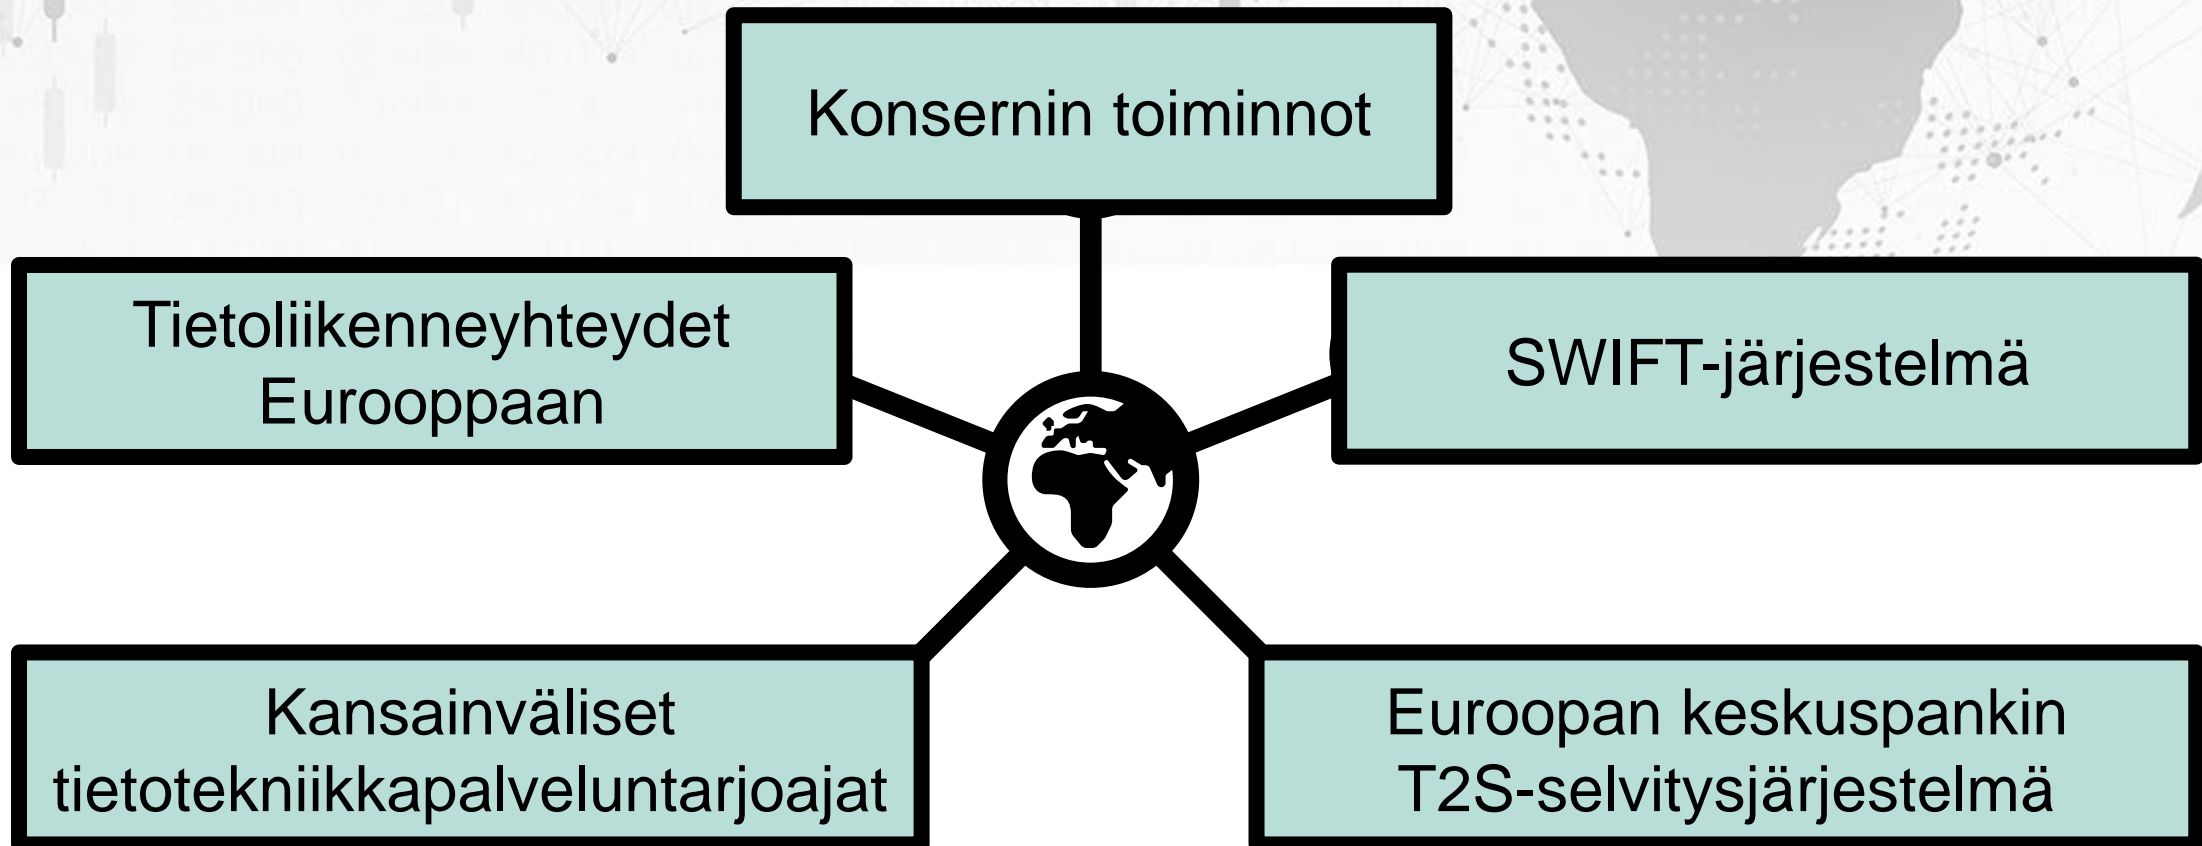 Konsernin toiminnot
Tietoliikenneyhteydet
Eurooppaan
SWIFT-järjestelmä
Kansainväliset
tietotekniikkapalveluntarjoajat
Euroopan keskuspankin
T2S-selvitysjärjestelmä